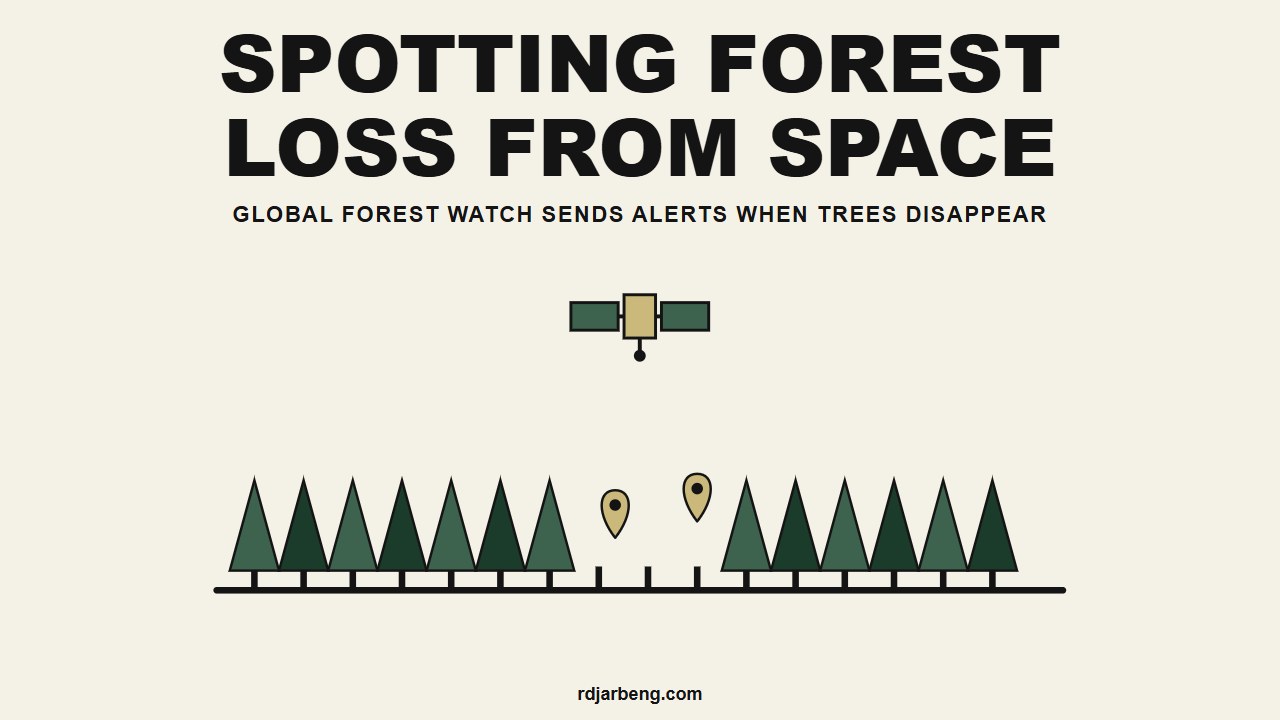 SPOTTING FOREST
LOSS FROM SPACE
GLOBAL FOREST WATCH SENDS ALERTS WHEN TREES DISAPPEAR
rdjarbeng.com